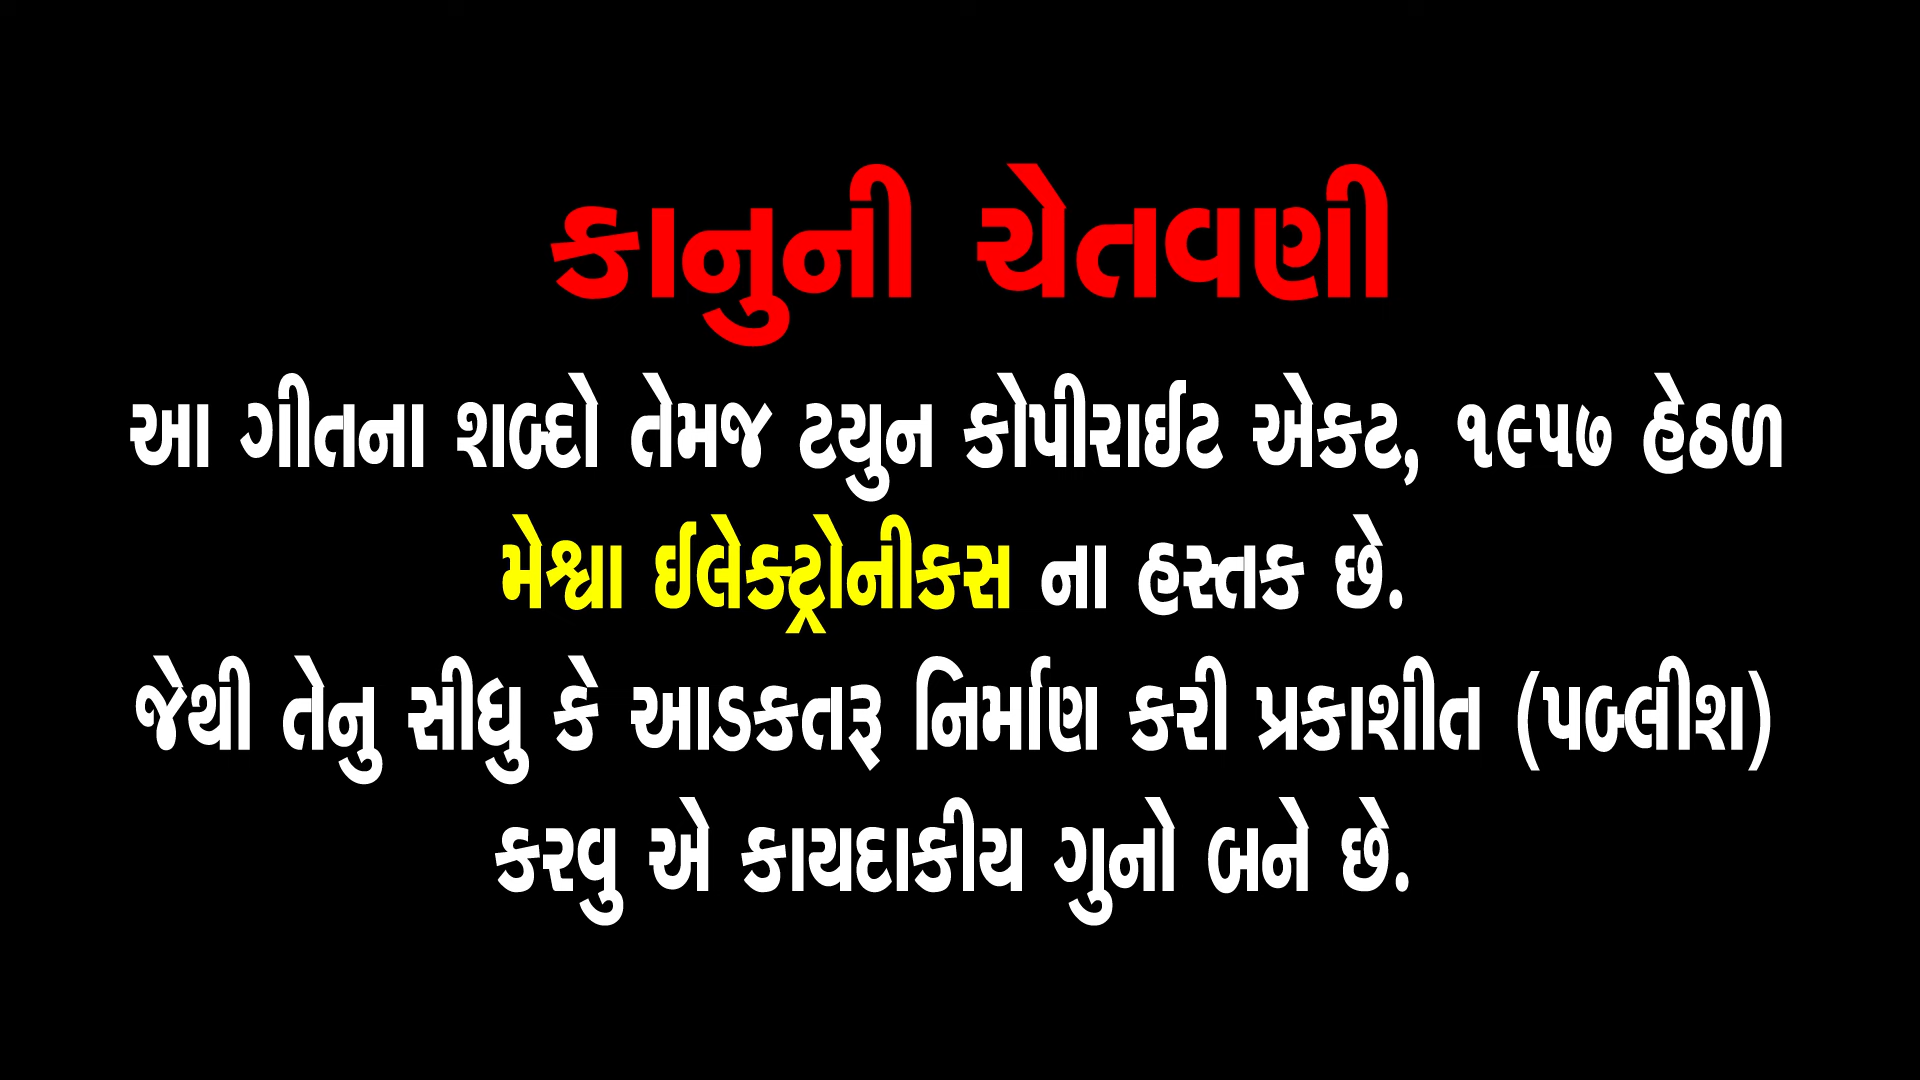 કાનુની ચેતવણી
આ ગીતના શબ્દો તેમજ ટયુન કોપીરાઈટ એકટ, ૧૯૫૭ હેઠળ
મેશ્વા ઈલેક્ટ્રોનીકસ ના હસ્તક છે.
જેથી તેનુ સીધુ કે આડકતરૂ નિર્માણ કરી પ્રકાશીત (પબ્લીશ)
કરવુ એ કાયદાકીય ગુનો બને છે.